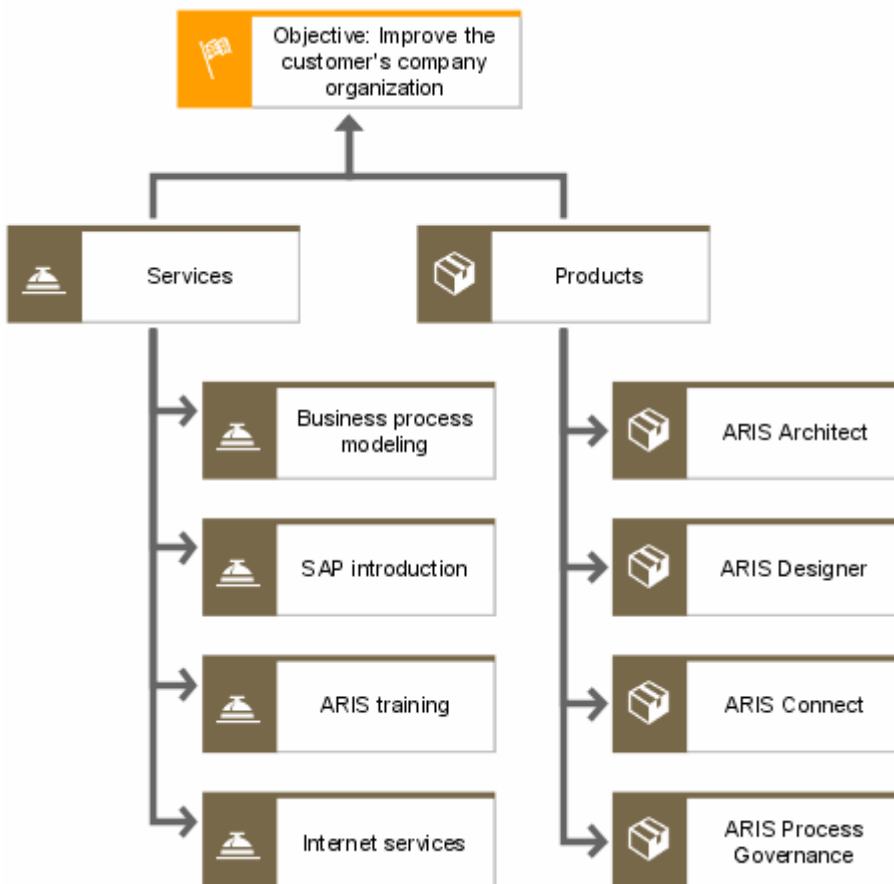 Objective: Improve the
customer's company
organization
Services
Products
Business process
modeling
ARIS Architect
SAP introduction
ARIS Designer
ARIS training
ARIS Connect
Internet services
ARIS Process
Governance